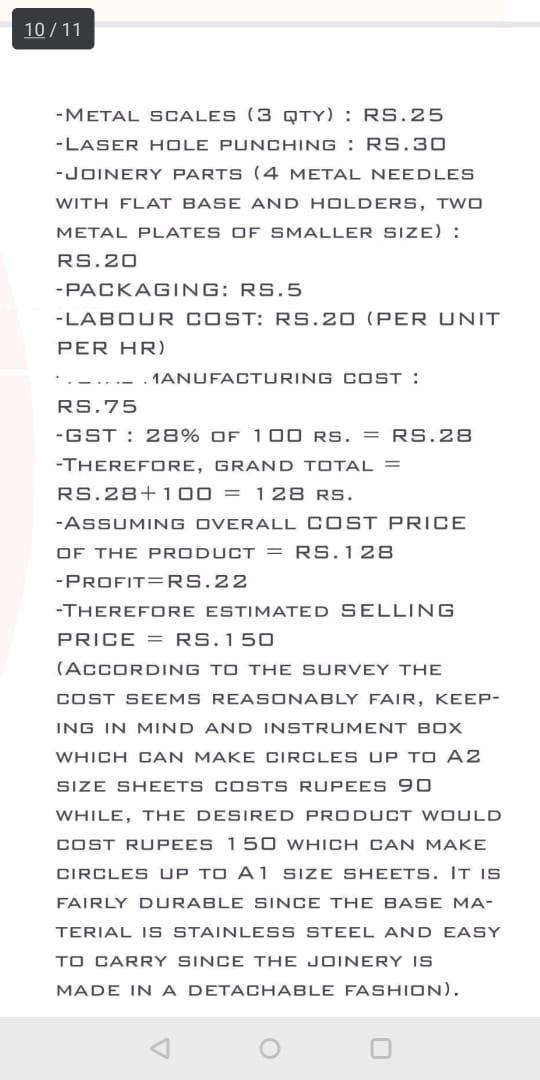 10 / 11
-Metal scales (3 qty) : Rs.25
-Laser hole punching : Rs.30
-Joinery parts (4 metal needles
with flat base and holders, two
metal plates of smaller size) :
Rs.20
-PACKAGING: Rs.5
-LABOUR COST: Rs.20 (PER UNIT
PER HR)
MANUFACTURING COST :
Rs.75
-GST : 28% of 100 rs. = Rs.28
-Therefore, grand total =
Rs.28+100 = 128 rs.
-Assuming overall COST PRICE
of the product = Rs.128
-Profit=Rs.22
-Therefore estimated SELLING
PRICE = Rs.150
(According to the survey the
cost seems reasonably fair, keep-
ing in mind and instrument box
which can make circles up to A2
size sheets costs rupees 90
while, the desired product would
cost rupees 150 which can make
circles up to A1 size sheets. It is
fairly durable since the base ma-
terial is stainless steel and easy
to carry since the joinery is
made in a detachable fashion).